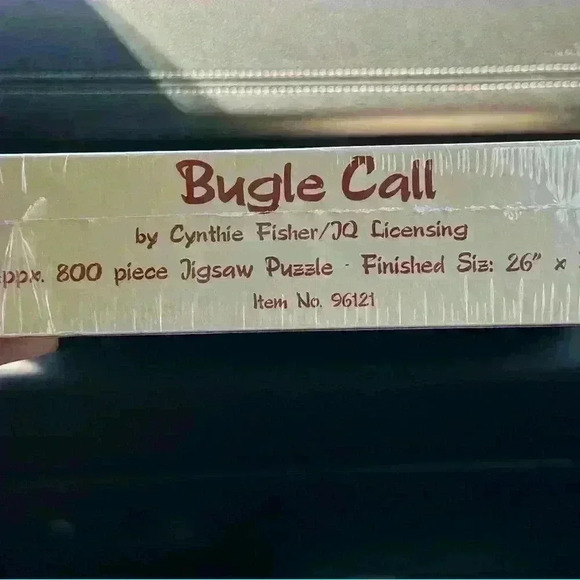 Bugle Call
by Cynthie Fisher/JQ Licensing
ppx. 800 piece Jigsaw Puzzle - Finished Siz: 26" x
Item No. 96121